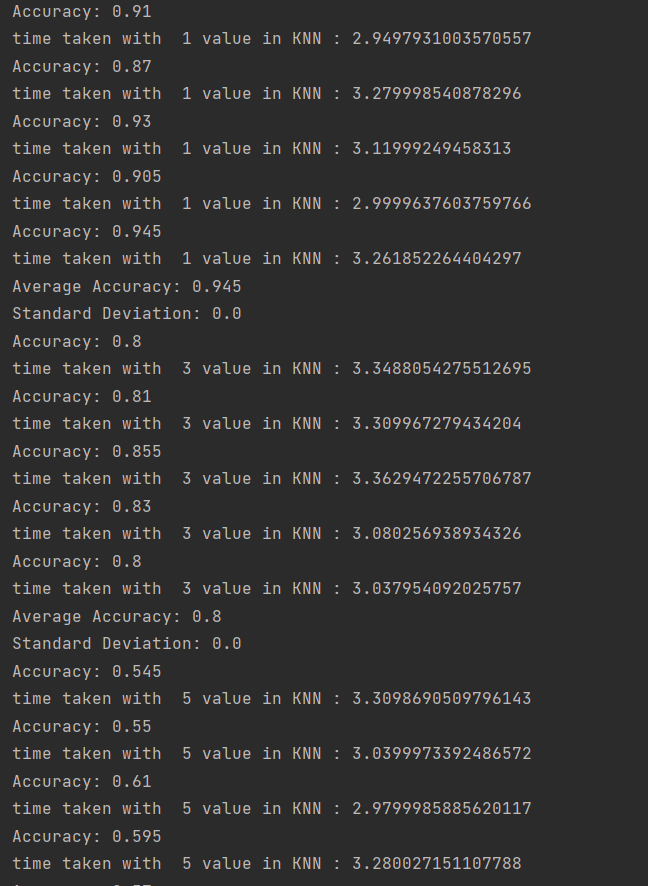 Accuracy: 0.91
time taken with  1 value in KNN : 2.9497931003570557
Accuracy: 0.87
time taken with  1 value in KNN : 3.279998540878296
Accuracy: 0.93
time taken with  1 value in KNN : 3.11999249458313
Accuracy: 0.905
time taken with  1 value in KNN : 2.9999637603759766
Accuracy: 0.945
time taken with  1 value in KNN : 3.261852264404297
Average Accuracy: 0.945
Standard Deviation: 0.0
Accuracy: 0.8
time taken with  3 value in KNN : 3.3488054275512695
Accuracy: 0.81
time taken with  3 value in KNN : 3.309967279434204
Accuracy: 0.855
time taken with  3 value in KNN : 3.3629472255706787
Accuracy: 0.83
time taken with  3 value in KNN : 3.080256938934326
Accuracy: 0.8
time taken with  3 value in KNN : 3.037954092025757
Average Accuracy: 0.8
Standard Deviation: 0.0
Accuracy: 0.545
time taken with  5 value in KNN : 3.3098690509796143
Accuracy: 0.55
time taken with  5 value in KNN : 3.0399973392486572
Accuracy: 0.61
time taken with  5 value in KNN : 2.9799985885620117
Accuracy: 0.595
time taken with  5 value in KNN : 3.280027151107788